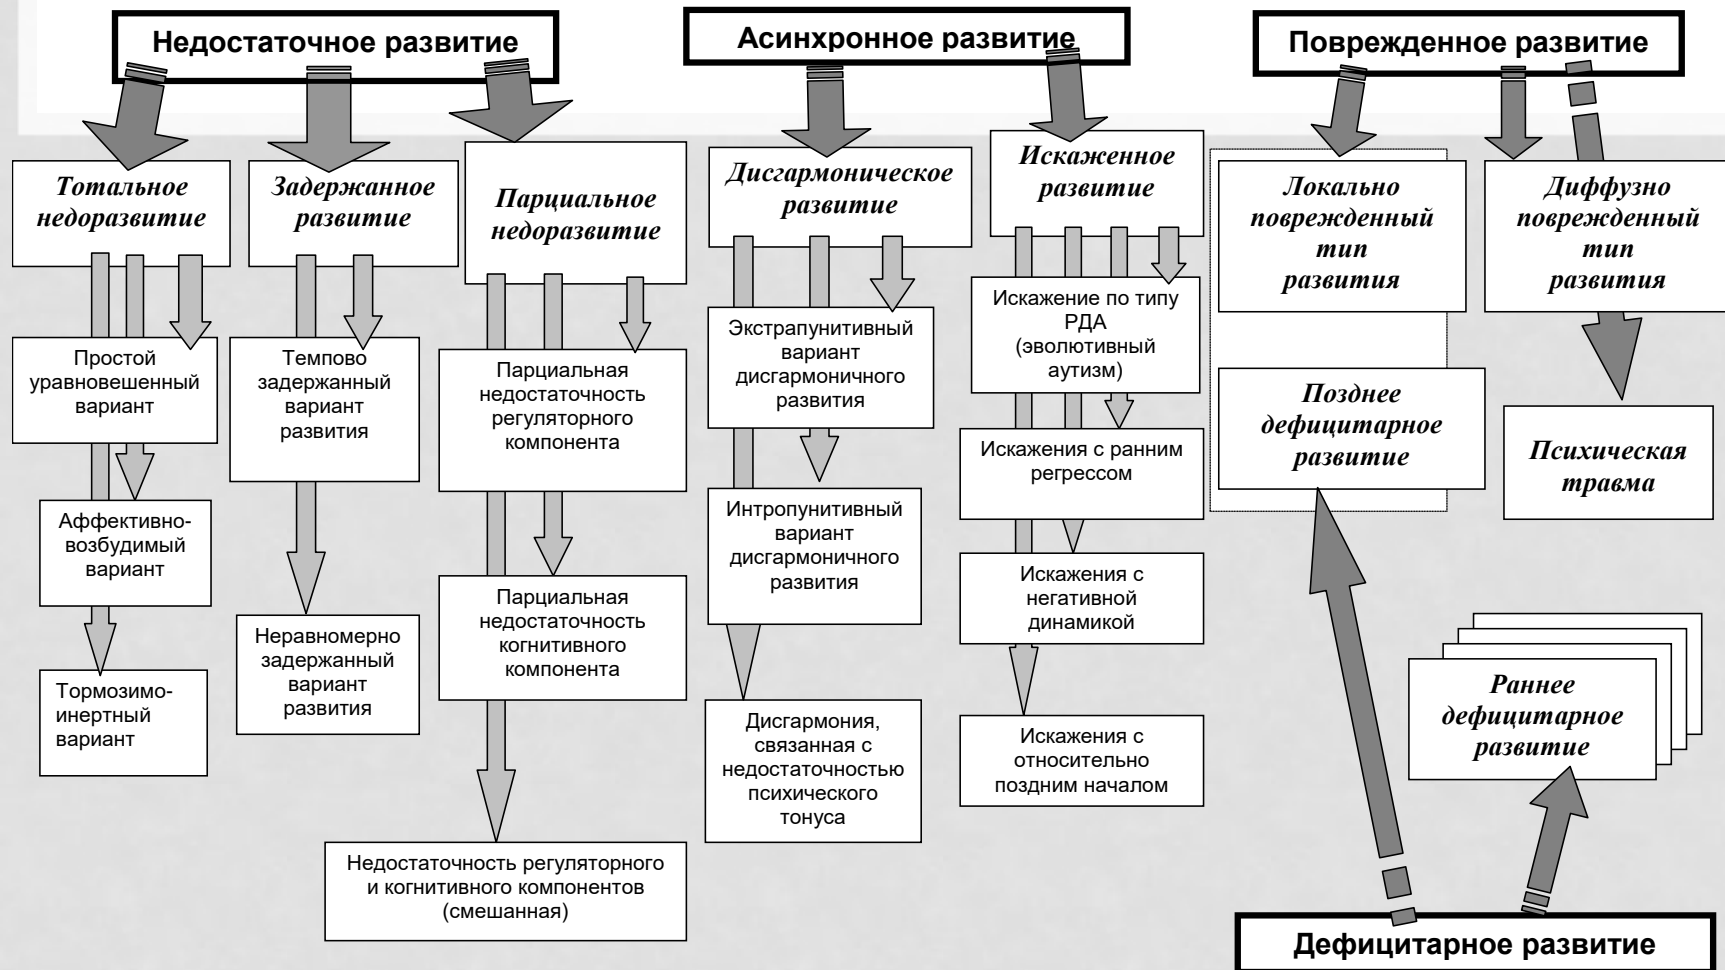 Недостаточное развитие
Асинхронное развитие
Поврежденное развитие
Тотальное
недоразвитие
Задержанное
развитие
Парциальное
недоразвитие
Дисгармоническое
развитие
Искаженное
развитие
Локально
поврежденный
тип
развития
Диффузно
поврежденный
тип
развития
Простой
уравновешенный
вариант
Аффективно-
возбудимый
вариант
Тормозимо-
инертный
вариант
Темпово
задержанный
вариант
развития
Неравномерно
задержанный
вариант
развития
Парциальная
недостаточность
регуляторного
компонента
Парциальная
недостаточность
когнитивного
компонента
Недостаточность регуляторного
и когнитивного компонентов
(смешанная)
Экстрапунитивный
вариант
дисгармоничного
развития
Интропунитивный
вариант
дисгармоничного
развития
Дисгармония,
связанная с
недостаточностью
психического
тонуса
Искажение по типу
РДА
(эволютивный
аутизм)
Искажения с ранним
регрессом
Искажения с
негативной
динамикой
Искажения с
относительно
поздним началом
Позднее
дефицитарное
развитие
Психическая
травма
Раннее
дефицитарное
развитие
Дефицитарное развитие